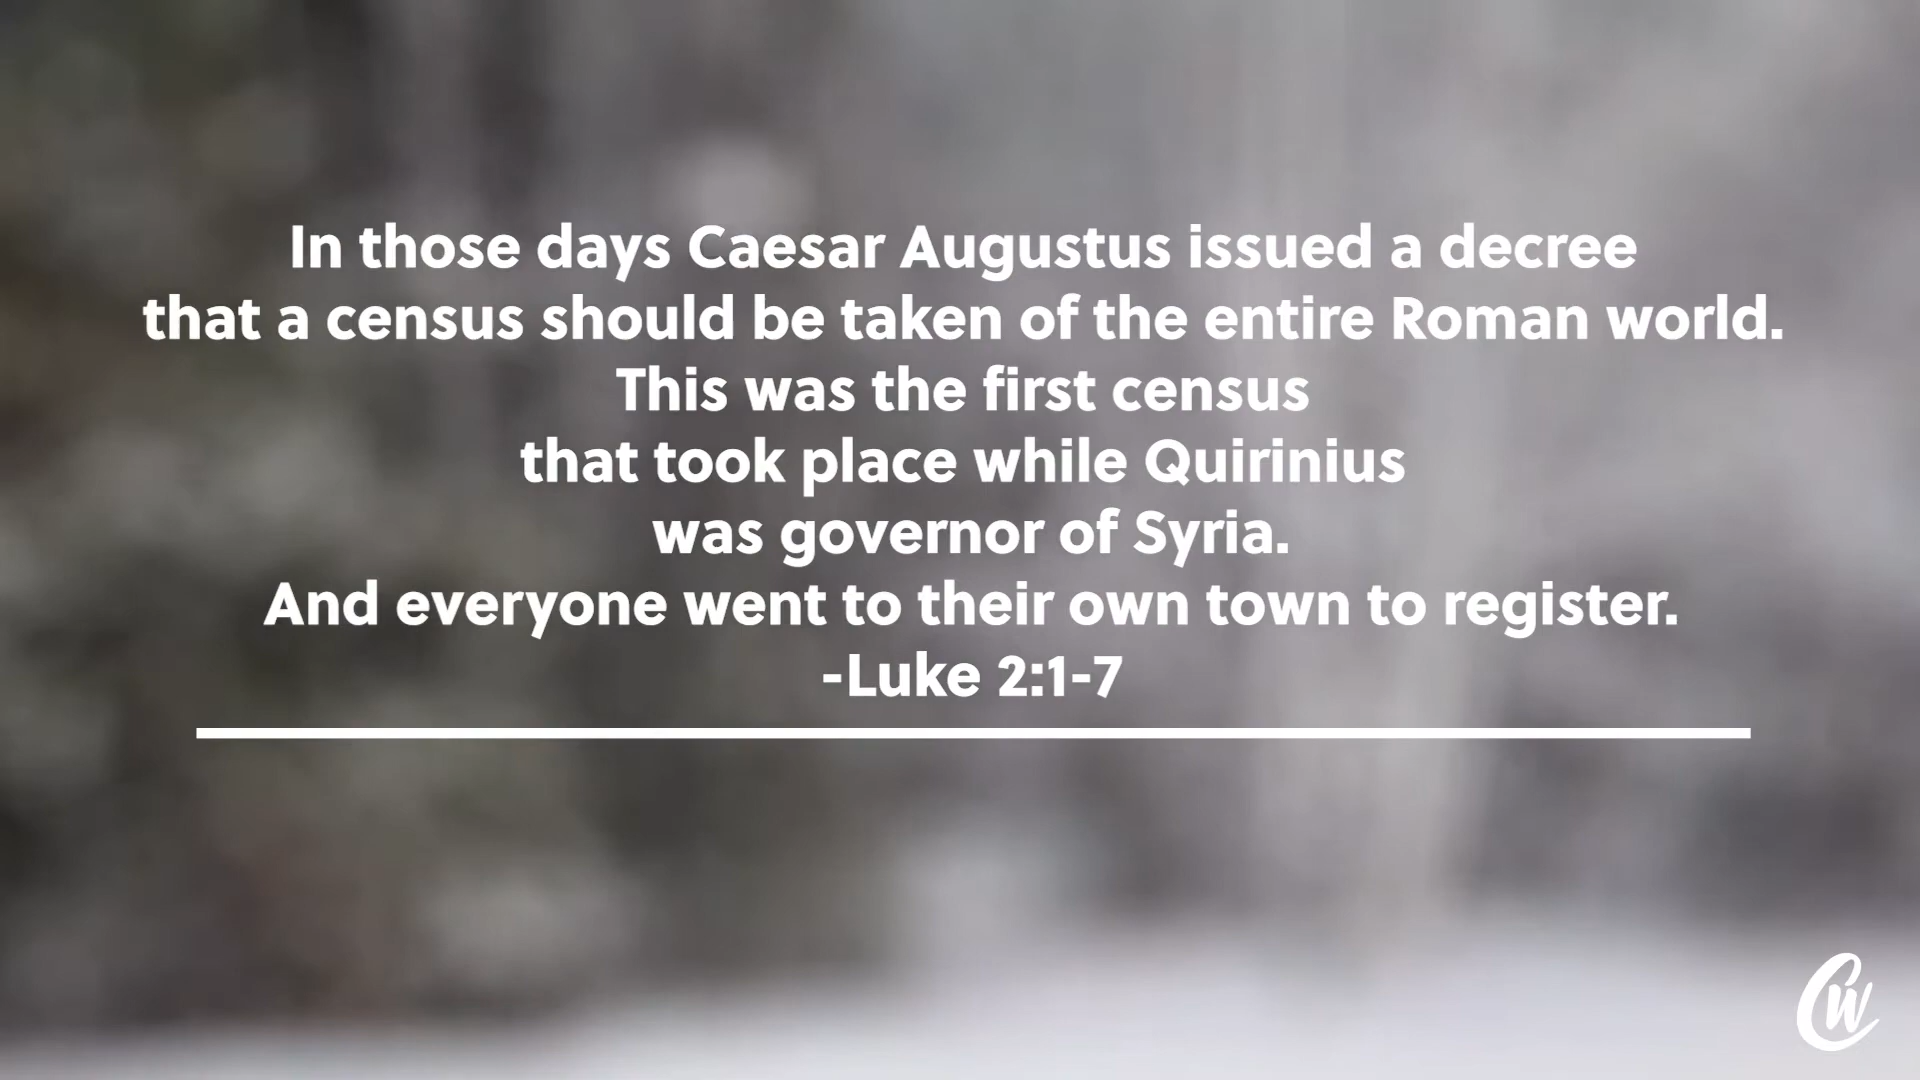 In those days Caesar Augustus issued a decree
that a census should be taken of the entire Roman world.
This was the first census
that took place while Quirinius
was governor of Syria.
And everyone went to their own town to register.
-Luke 2:1-7
CW